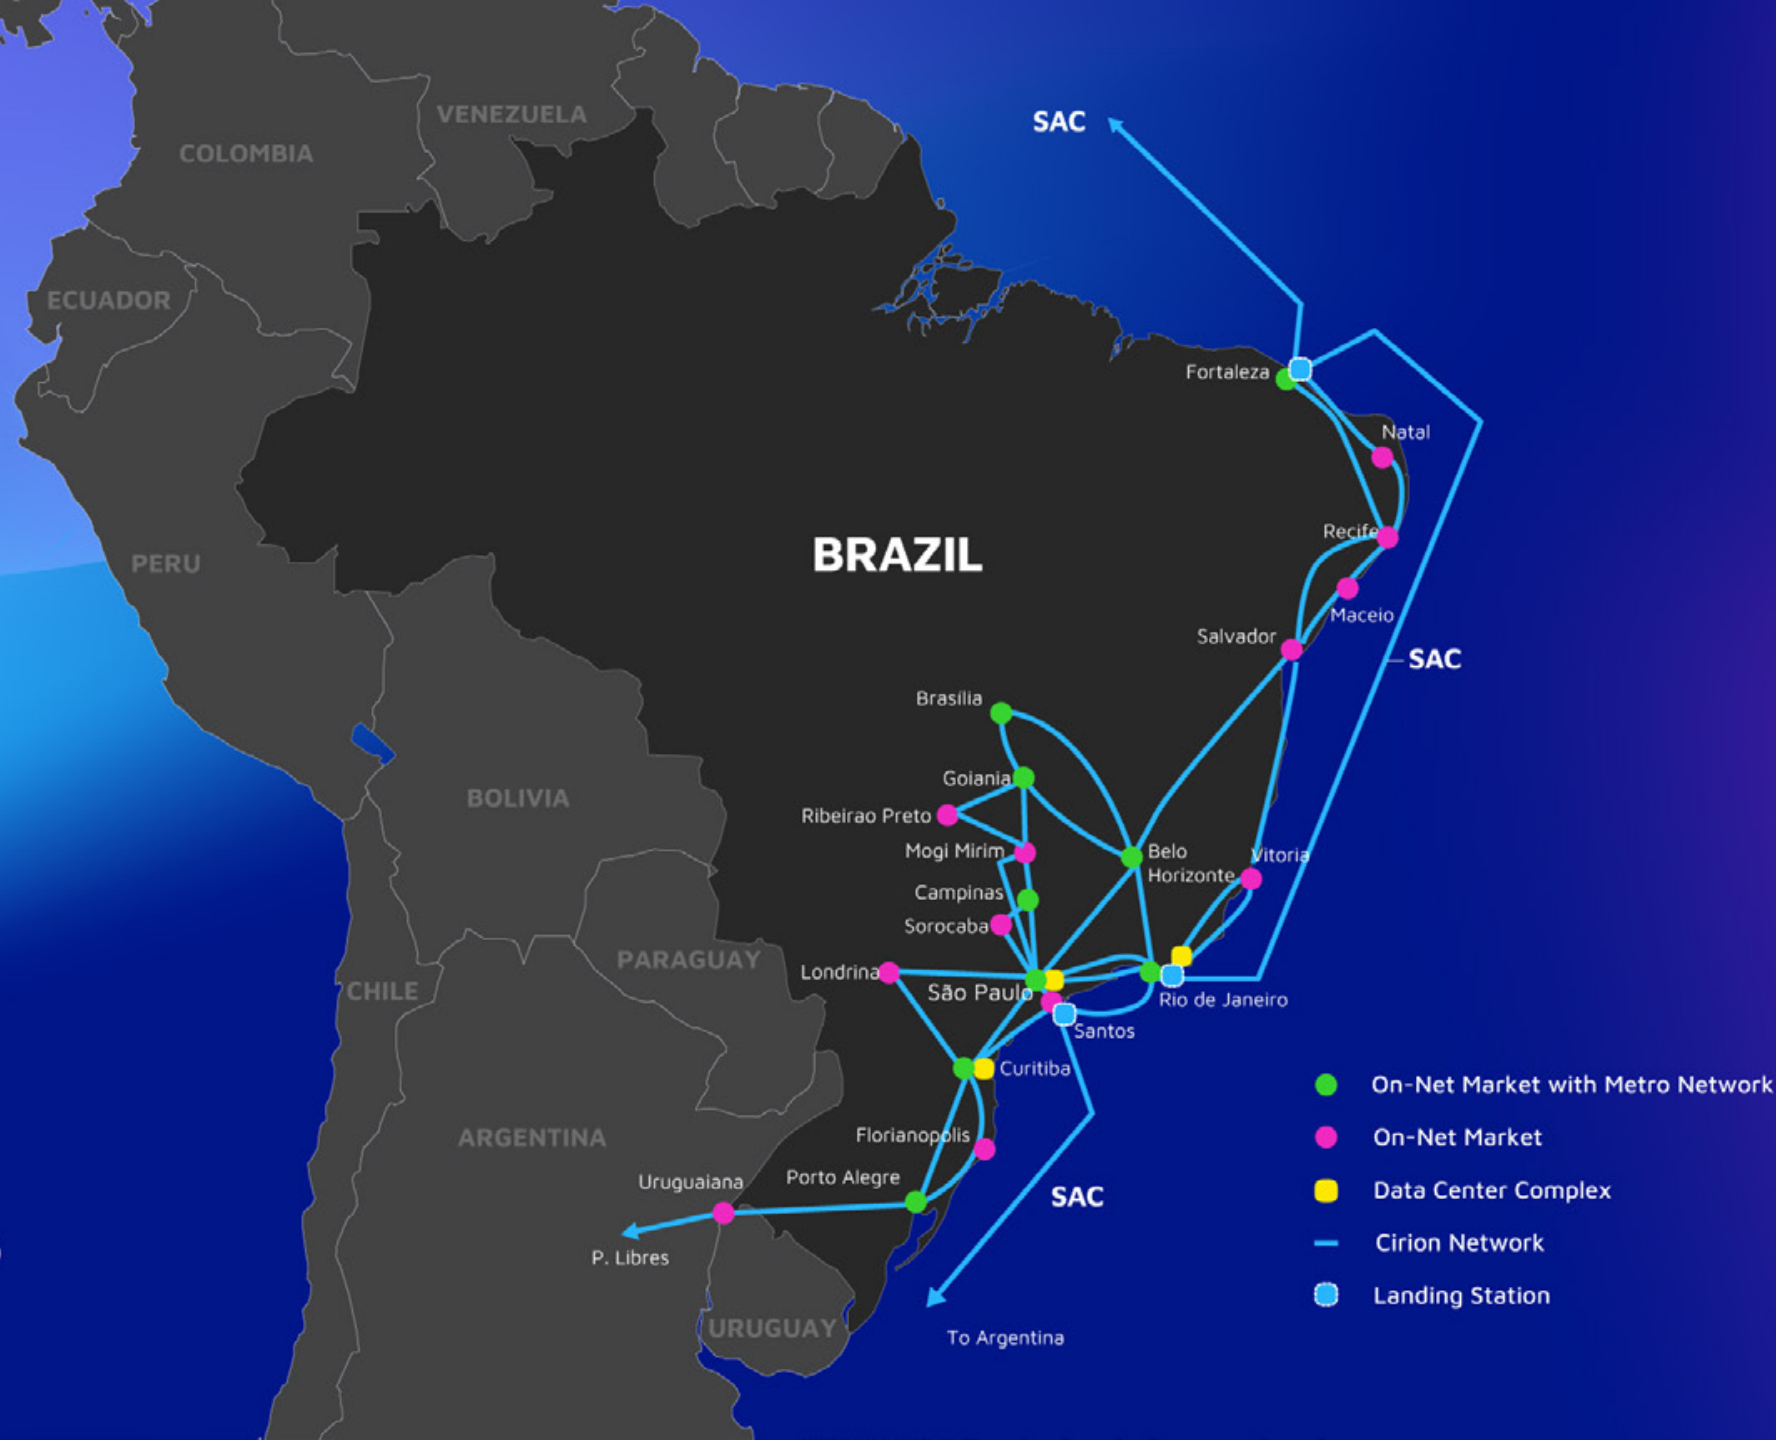 VENEZUELA
SAC
COLOMBIA
ECUADOR
Fortaleza
Natal
Recife
BRAZIL
PERU
Maceio
Salvador
SAC
Brasília
Goiania
BOLIVIA
Ribeirao Preto
Mogi Mirim
Belo
Horizonte
Vitoria
Campinas
Sorocaba
PARAGUAY
Londrina
CHILE
São Paulo
Rio de Janeiro
Santos
Curitiba
On-Net Market with Metro Network
ARGENTINA
Florianopolis
On-Net Market
Uruguaiana
Porto Alegre
SAC
Data Center Complex
P. Libres
Cirion Network
Landing Station
URUGUAY
To Argentina